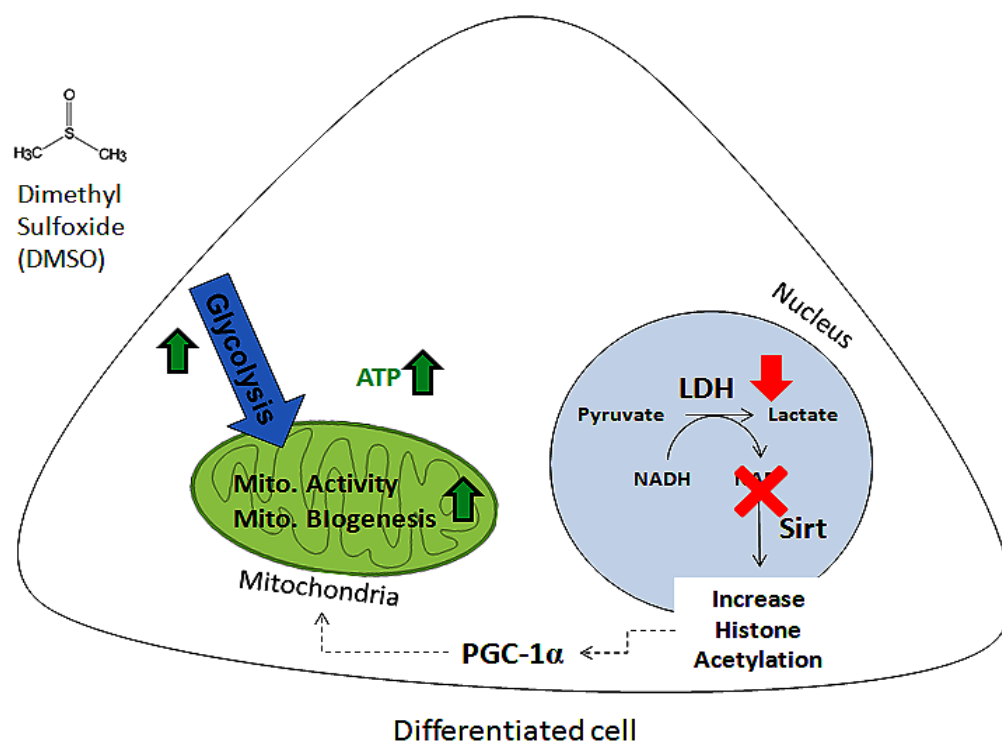 O
S
H3C
CH3
Dimethyl
Sulfoxide
(DMSO)
Glycolysis
ATP
Mito. Activity
Mito. BIogenesis
Mitochondria
Nucleus
LDH
Pyruvate
Lactate
NADH
Sirt
Increase
Histone
Acetylation
PGC-1α
Differentiated cell